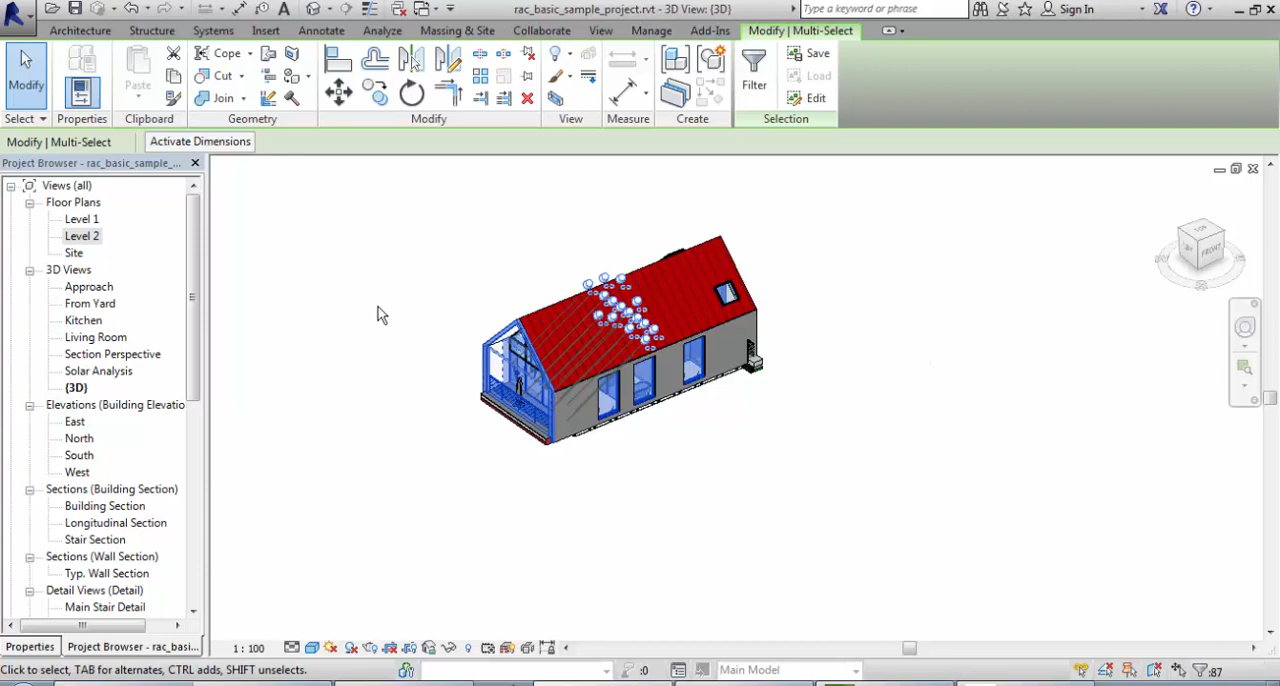 rac_basic_sample_project.rvt - 3D View: {3D}
Type a keyword or phrase
Sign In
Architecture Structure Systems Insert Annotate Analyze Massing & Site Collaborate View Manage Add-Ins Modify | Multi-Select
Modify
Paste
Cope
Cut
Join
Filter
Save
Load
Edit
Select Properties Clipboard Geometry Modify View Measure Create Selection
Modify | Multi-Select Activate Dimensions
Project Browser - rac_basic_sample_...
Views (all)
Floor Plans
Level 1
Level 2
Site
3D Views
Approach
From Yard
Kitchen
Living Room
Section Perspective
Solar Analysis
{3D}
Elevations (Building Elevatio
East
North
South
West
Sections (Building Section)
Building Section
Longitudinal Section
Stair Section
Sections (Wall Section)
Typ. Wall Section
Detail Views (Detail)
Main Stair Detail
TOP
FRONT
Properties Project Browser - rac_basi...
1 : 100
Click to select, TAB for alternates, CTRL adds, SHIFT unselects.
:0
Main Model
:87